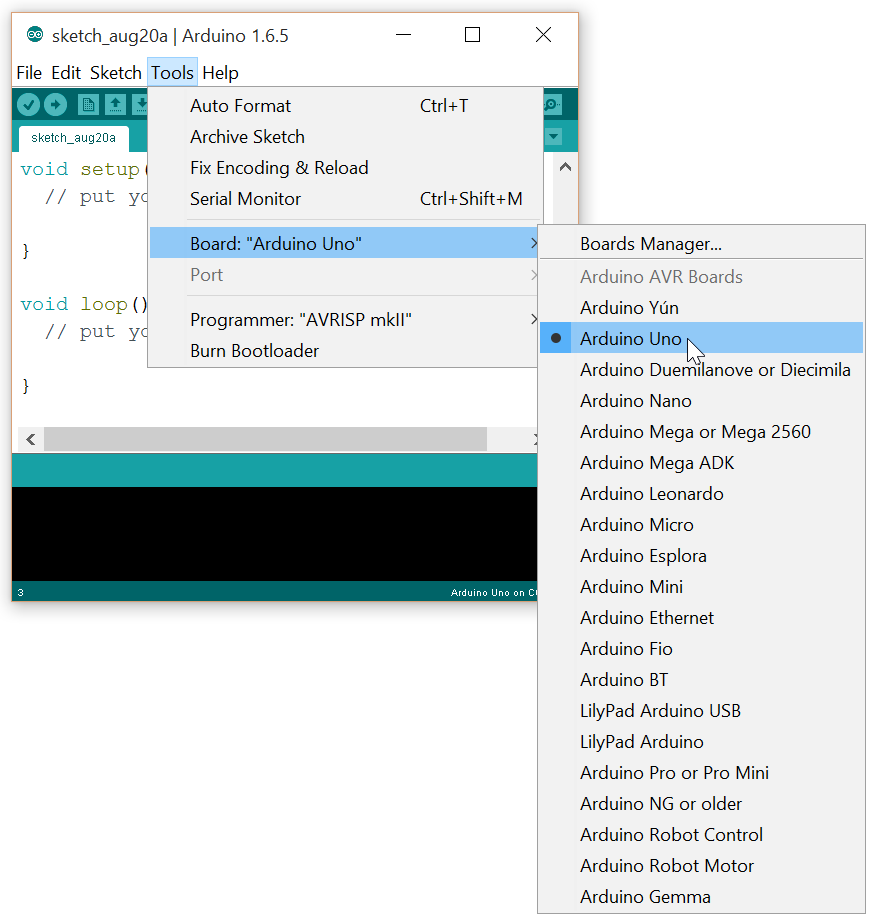 sketch_aug20a | Arduino 1.6.5
File Edit Sketch Tools Help
sketch_aug20a
void setup(
// put yo
}
void loop()
// put yo
}
3
Arduino Uno on CO
Auto Format Ctrl+T
Archive Sketch
Fix Encoding & Reload
Serial Monitor Ctrl+Shift+M
Board: "Arduino Uno"
Port
Programmer: "AVRISP mkII"
Burn Bootloader
Boards Manager...
Arduino AVR Boards
Arduino Yún
Arduino Uno
Arduino Duemilanove or Diecimila
Arduino Nano
Arduino Mega or Mega 2560
Arduino Mega ADK
Arduino Leonardo
Arduino Micro
Arduino Esplora
Arduino Mini
Arduino Ethernet
Arduino Fio
Arduino BT
LilyPad Arduino USB
LilyPad Arduino
Arduino Pro or Pro Mini
Arduino NG or older
Arduino Robot Control
Arduino Robot Motor
Arduino Gemma